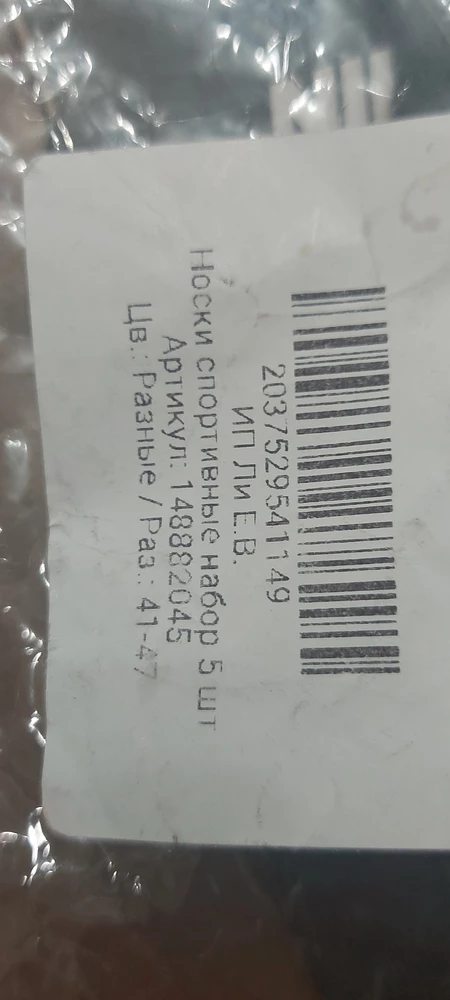 2037529541149
ИП Ли Е.В.
Носки спортивные набор 5 шт
Артикул: 148882045
Цв.: Разные / Раз.: 41-47